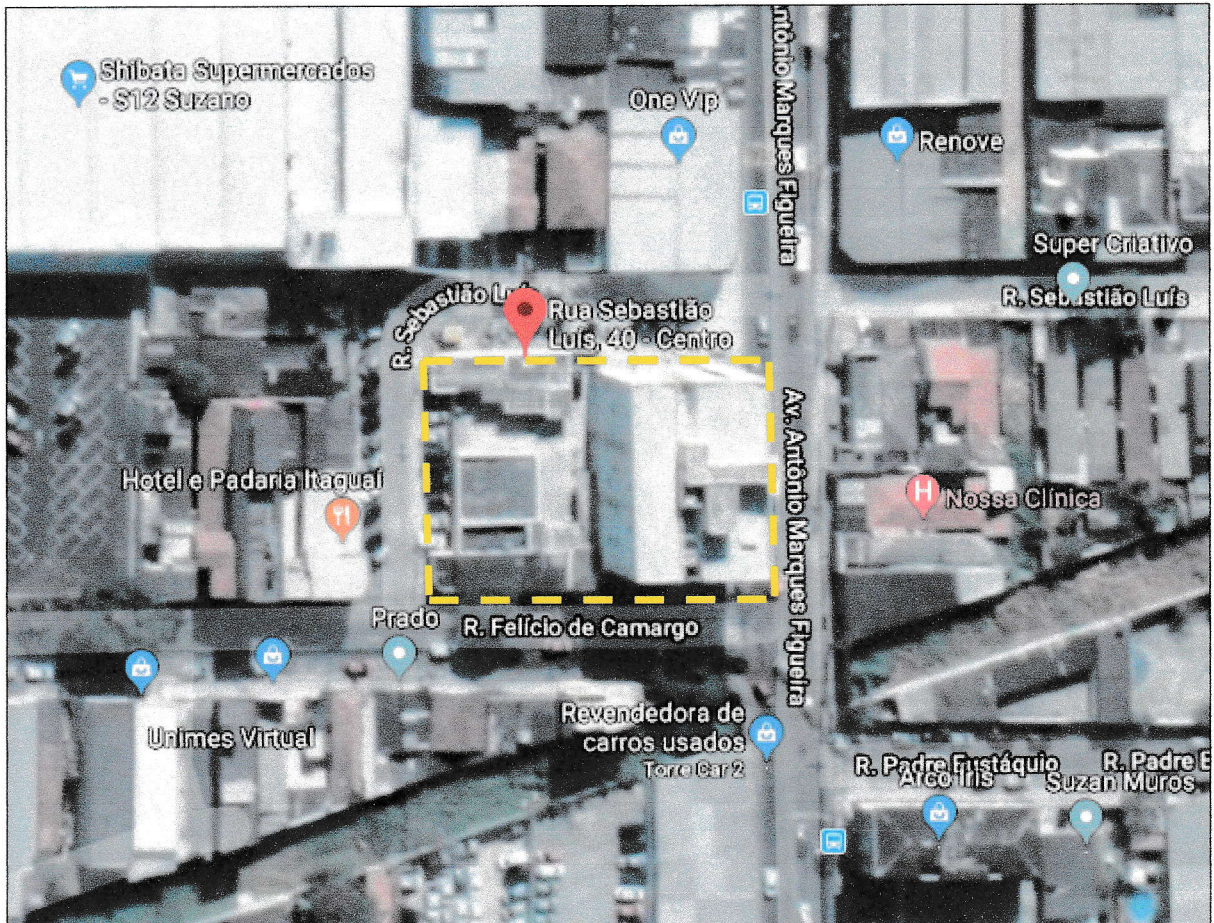 Shibata Supermercados
- S12 Suzano
One Vip
Renove
Antônio Marques Figueira
Super Criativo
R. Sebastião Luís
R. Sebastião Luís
Rua Sebastião
Luís, 40 - Centro
Hotel e Padaria Itaguaí
Av. Antônio Marques Figueira
H
Nossa Clínica
Prado
R. Felício de Camargo
Unimes Virtual
Revendedora de
carros usados
Torre Car 2
R. Padre Eustáquio
R. Padre E
Arco Iris
Suzan Muros